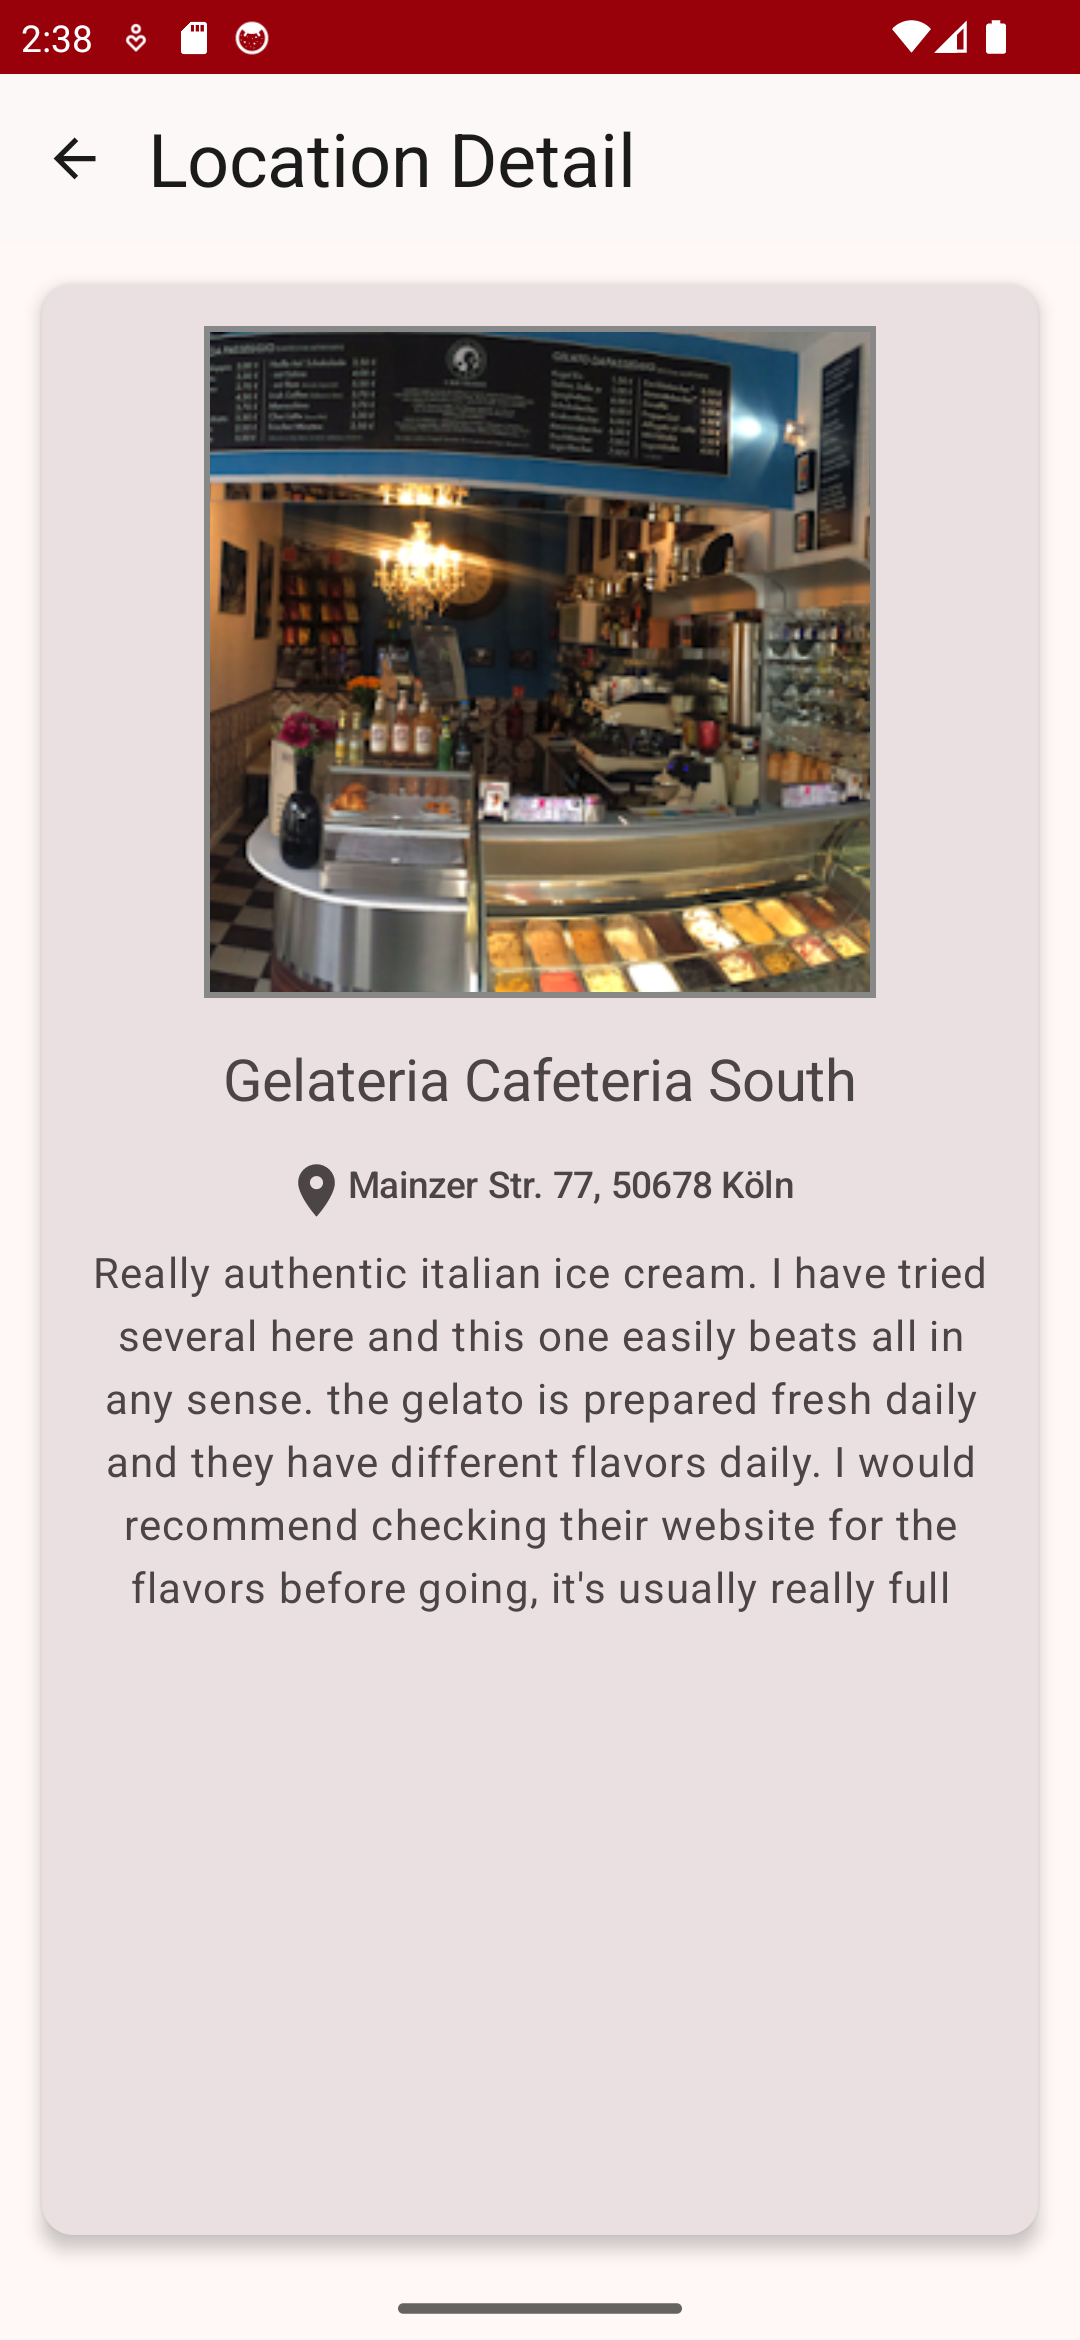 2:38
Location Detail
Gelateria Cafeteria South
Mainzer Str. 77, 50678 Köln
Really authentic italian ice cream. I have tried
several here and this one easily beats all in
any sense. the gelato is prepared fresh daily
and they have different flavors daily. I would
recommend checking their website for the
flavors before going, it's usually really full